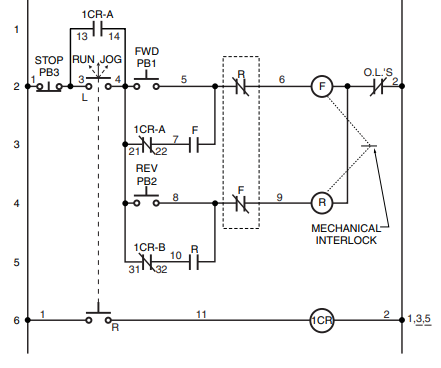 1CR-A
1
13 14
STOP
PB3
RUN JOG
FWD
PB1
O.L.'S
2
1
3
4
5
R
6
F
2
L
1CR-A
F
3
21 22
7
REV
PB2
F
4
8
9
R
MECHANICAL
INTERLOCK
1CR-B
R
5
31 32
10
6
1
R
11
1CR
2
1,3,5